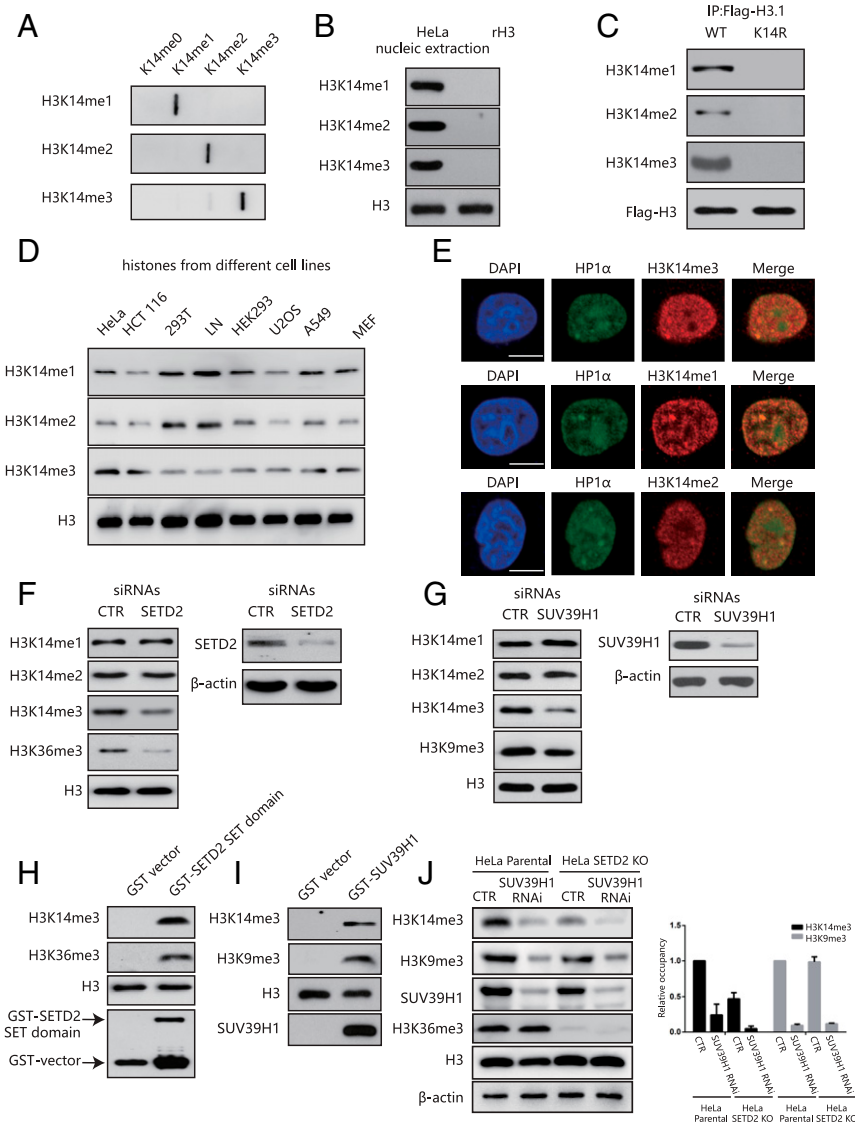 A
K14me0
K14me1
K14me2
K14me3
H3K14me1
H3K14me2
H3K14me3
B
HeLa
nucleic extraction
rH3
H3K14me1
H3K14me2
H3K14me3
H3
C
IP:Flag-H3.1
WT K14R
H3K14me1
H3K14me2
H3K14me3
Flag-H3
D
histones from different cell lines
HeLa
HCT 116
293T
LN
HEK293
U2OS
A549
MEF
H3K14me1
H3K14me2
H3K14me3
H3
E
DAPI HP1α H3K14me3 Merge
DAPI HP1α H3K14me1 Merge
DAPI HP1α H3K14me2 Merge
F
siRNAs
CTR SETD2
H3K14me1
H3K14me2
H3K14me3
H3K36me3
H3
siRNAs
CTR SETD2
SETD2
β-actin
G
siRNAs
CTR SUV39H1
H3K14me1
H3K14me2
H3K14me3
H3K9me3
H3
siRNAs
CTR SUV39H1
SUV39H1
β-actin
H
GST vector
GST-SETD2 SET domain
H3K14me3
H3K36me3
H3
GST-SETD2
SET domain
GST-vector
I
GST vector
GST-SUV39H1
H3K14me3
H3K9me3
H3
SUV39H1
J
HeLa Parental HeLa SETD2 KO
CTR
SUV39H1
RNAi
CTR
SUV39H1
RNAi
H3K14me3
H3K9me3
SUV39H1
H3K36me3
H3
β-actin
H3K14me3
H3K9me3
Relative occupancy
1.5
1.0
0.5
0.0
CTR
SUV39H1 RNAi
CTR
SUV39H1 RNAi
CTR
SUV39H1 RNAi
CTR
SUV39H1 RNAi
HeLa
Parental
HeLa
SETD2 KO
HeLa
Parental
HeLa
SETD2 KO